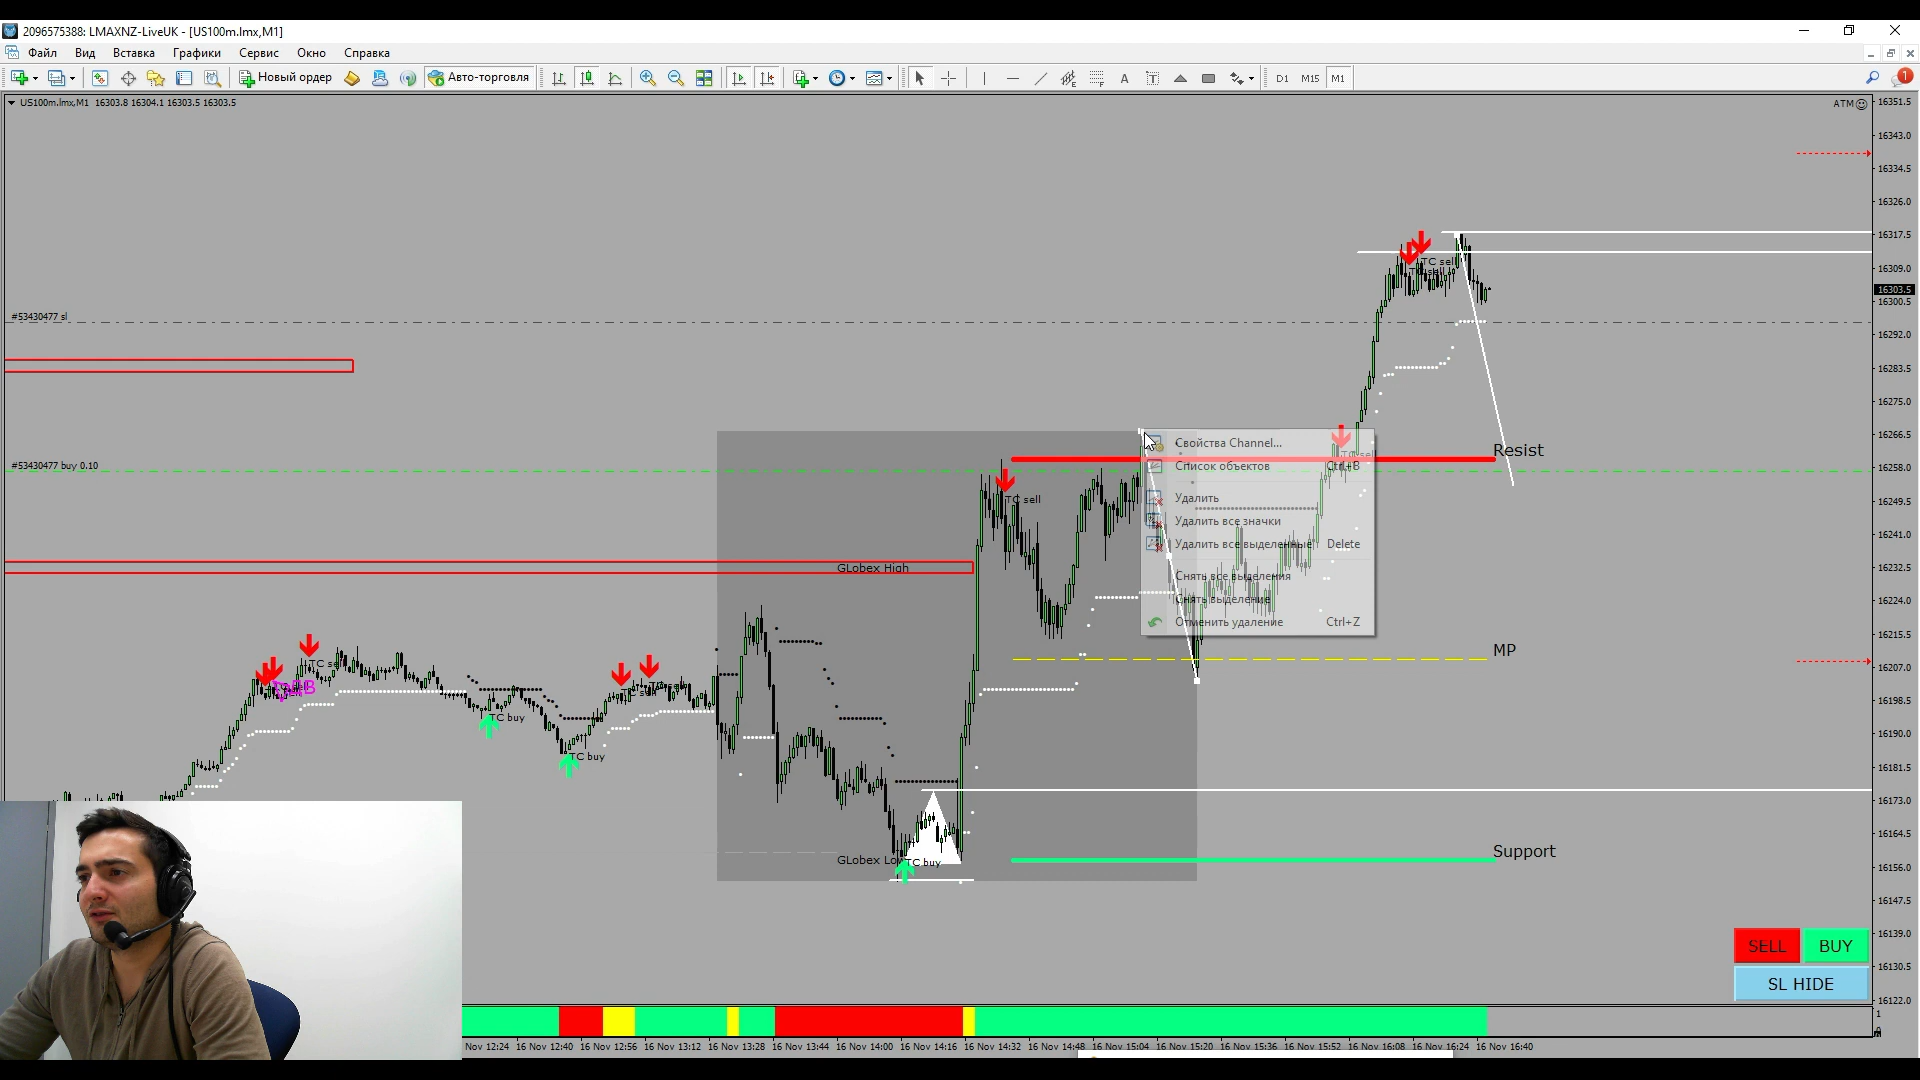 2096575388: LMAXNZ-LiveUK - [US100m.lmx,M1]
Файл Вид Вставка Графики Сервис Окно Справка
Новый ордер Авто-торговля A T D1 M15 M1 1
US100m.lmx,M1 16303.8 16304.1 16303.5 16303.5
ATM
16351.5
16343.0
16334.5
16326.0
16317.5
16309.0
16303.5
16300.5
16292.0
16283.5
16275.0
16266.5
16258.0
16249.5
16241.0
16232.5
16224.0
16215.5
16207.0
16198.5
16190.0
16181.5
16173.0
16164.5
16156.0
16147.5
16139.0
16130.5
16122.0
TC sell
#53430477 sl
#53430477 buy 0.10
Свойства Channel...
Список объектов Ctrl+B
Удалить
Удалить все значки
Удалить все выделенные Delete
Снять все выделения
Снять выделение
Отменить удаление Ctrl+Z
Resist
TC sell
GLobex High
MP
TC sell
TC sell
TC buy
TC buy
Support
GLobex Low
TC buy
SELL BUY
SL HIDE
1
Nov 12:24 16 Nov 12:40 16 Nov 12:56 16 Nov 13:12 16 Nov 13:28 16 Nov 13:44 16 Nov 14:00 16 Nov 14:16 16 Nov 14:32 16 Nov 14:48 16 Nov 15:04 16 Nov 15:20 16 Nov 15:36 16 Nov 15:52 16 Nov 16:08 16 Nov 16:24 16 Nov 16:40